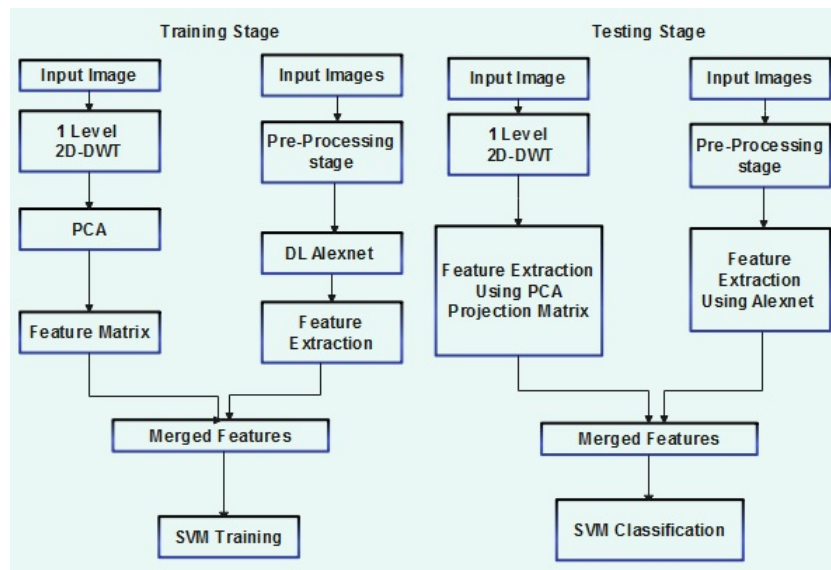 Training Stage
Input Image
1 Level
2D-DWT
PCA
Feature Matrix
Input Images
Pre-Processing
stage
DL Alexnet
Feature
Extraction
Merged Features
SVM Training
Testing Stage
Input Image
1 Level
2D-DWT
Feature Extraction
Using PCA
Projection Matrix
Input Images
Pre-Processing
stage
Feature
Extraction
Using Alexnet
Merged Features
SVM Classification